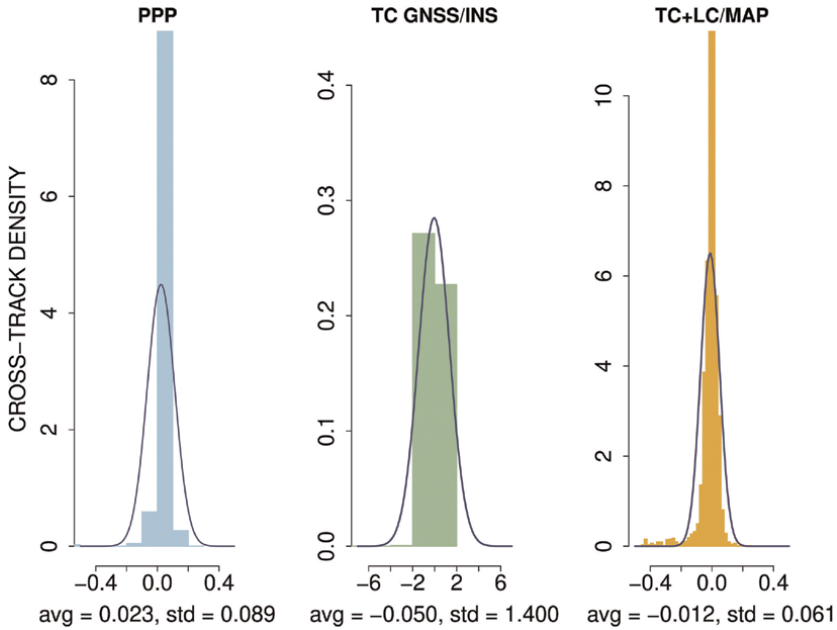 PPP
TC GNSS/INS
TC+LC/MAP
CROSS−TRACK DENSITY
8
6
4
2
0
0.4
0.3
0.2
0.1
0.0
10
8
6
4
2
0
−0.4 0.0 0.4
−6 −2 2 6
−0.4 0.0 0.4
avg = 0.023, std = 0.089
avg = −0.050, std = 1.400
avg = −0.012, std = 0.061